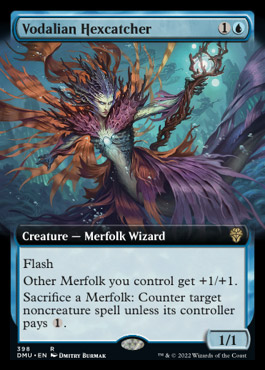 Vodalian Hexcatcher 1
Creature — Merfolk Wizard
Flash
Other Merfolk you control get +1/+1.
Sacrifice a Merfolk: Counter target
noncreature spell unless its controller
pays 1.
1/1
398 R
DMU • EN DMITRY BURMAK
™ & © 2022 Wizards of the Coast